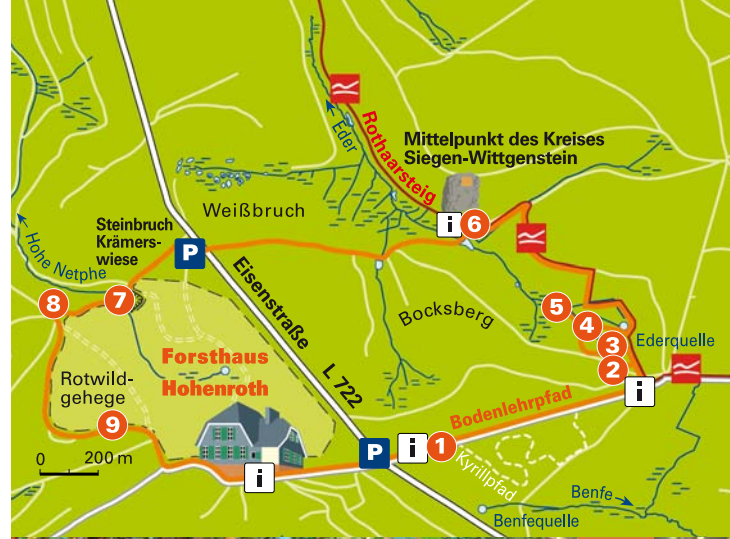 Rothaarsteig
Eder
Mittelpunkt des Kreises
Siegen-Wittgenstein
i
6
Weißbruch
Steinbruch
Krämers-
wiese
P
Hohe Netphe
Eisenstraße
L 722
8
7
5
4
3
2
Bocksberg
Ederquelle
i
Forsthaus
Hohenroth
Rotwild-
gehege
9
Bodenlehrpfad
P
i
1
Kyrillpfad
0 200 m
i
Benfe
Benfequelle